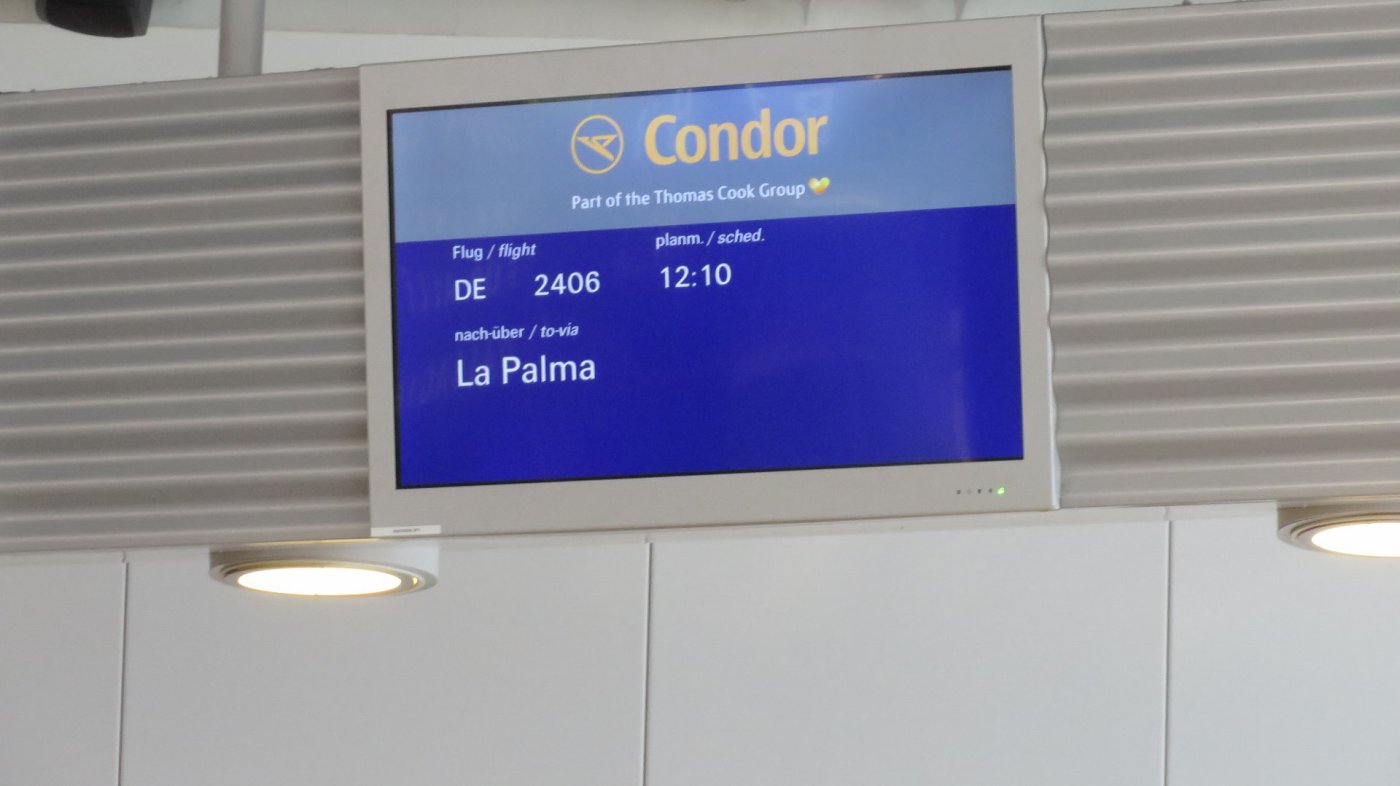 Condor
Part of the Thomas Cook Group
Flug / flight planm. / sched.
DE 2406 12:10
nach-über / to-via
La Palma